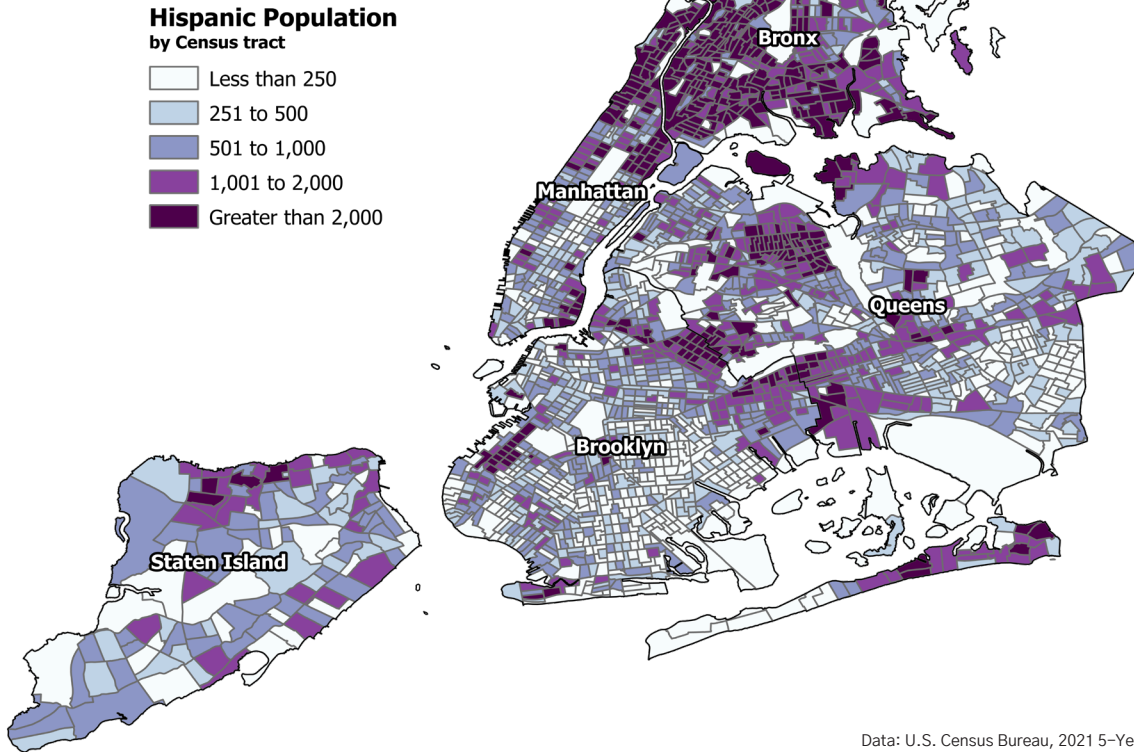 Hispanic Population
by Census tract
Less than 250
251 to 500
501 to 1,000
1,001 to 2,000
Greater than 2,000
Bronx
Manhattan
Queens
Brooklyn
Staten Island
Data: U.S. Census Bureau, 2021 5-Ye